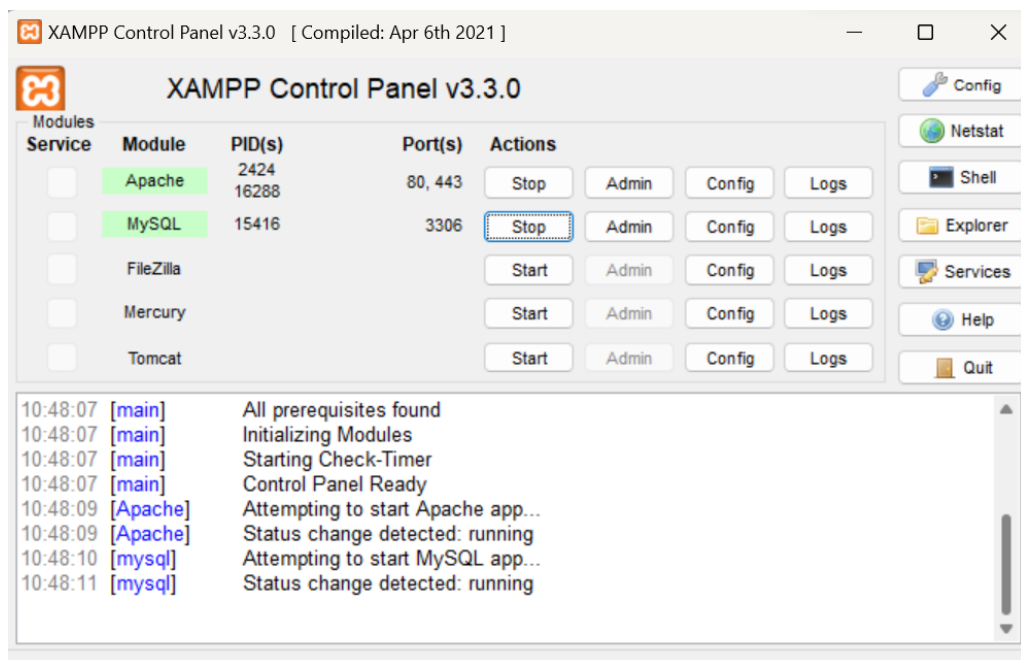 XAMPP Control Panel v3.3.0 [ Compiled: Apr 6th 2021 ]
XAMPP Control Panel v3.3.0
Config
Modules
Netstat
Service Module PID(s) Port(s) Actions
Apache 2424 16288 80, 443 Stop Admin Config Logs
Shell
MySQL 15416 3306 Stop Admin Config Logs
Explorer
FileZilla Start Admin Config Logs
Services
Mercury Start Admin Config Logs
Help
Tomcat Start Admin Config Logs
Quit
10:48:07 [main] All prerequisites found
10:48:07 [main] Initializing Modules
10:48:07 [main] Starting Check-Timer
10:48:07 [main] Control Panel Ready
10:48:09 [Apache] Attempting to start Apache app...
10:48:09 [Apache] Status change detected: running
10:48:10 [mysql] Attempting to start MySQL app...
10:48:11 [mysql] Status change detected: running